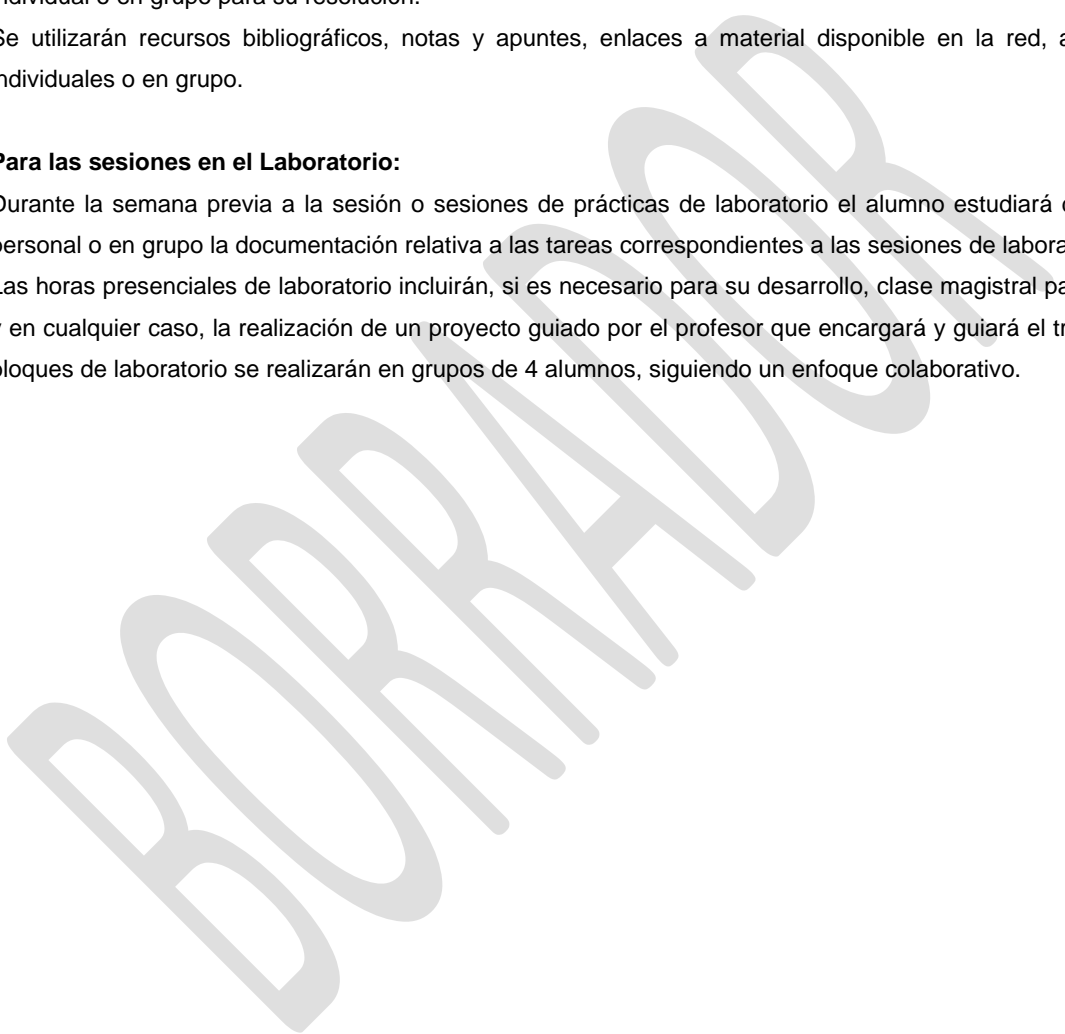 individual o en grupo para su resolución.
Se utilizarán recursos bibliográficos, notas y apuntes, enlaces a material disponible en la red,
individuales o en grupo.
Para las sesiones en el Laboratorio:
Durante la semana previa a la sesión o sesiones de prácticas de laboratorio el alumno estudiará
personal o en grupo la documentación relativa a las tareas correspondientes a las sesiones de
Las horas presenciales de laboratorio incluirán, si es necesario para su desarrollo, clase magistral
y en cualquier caso, la realización de un proyecto guiado por el profesor que encargará y guiará el
bloques de laboratorio se realizarán en grupos de 4 alumnos, siguiendo un enfoque colaborativo.
BORRADOR